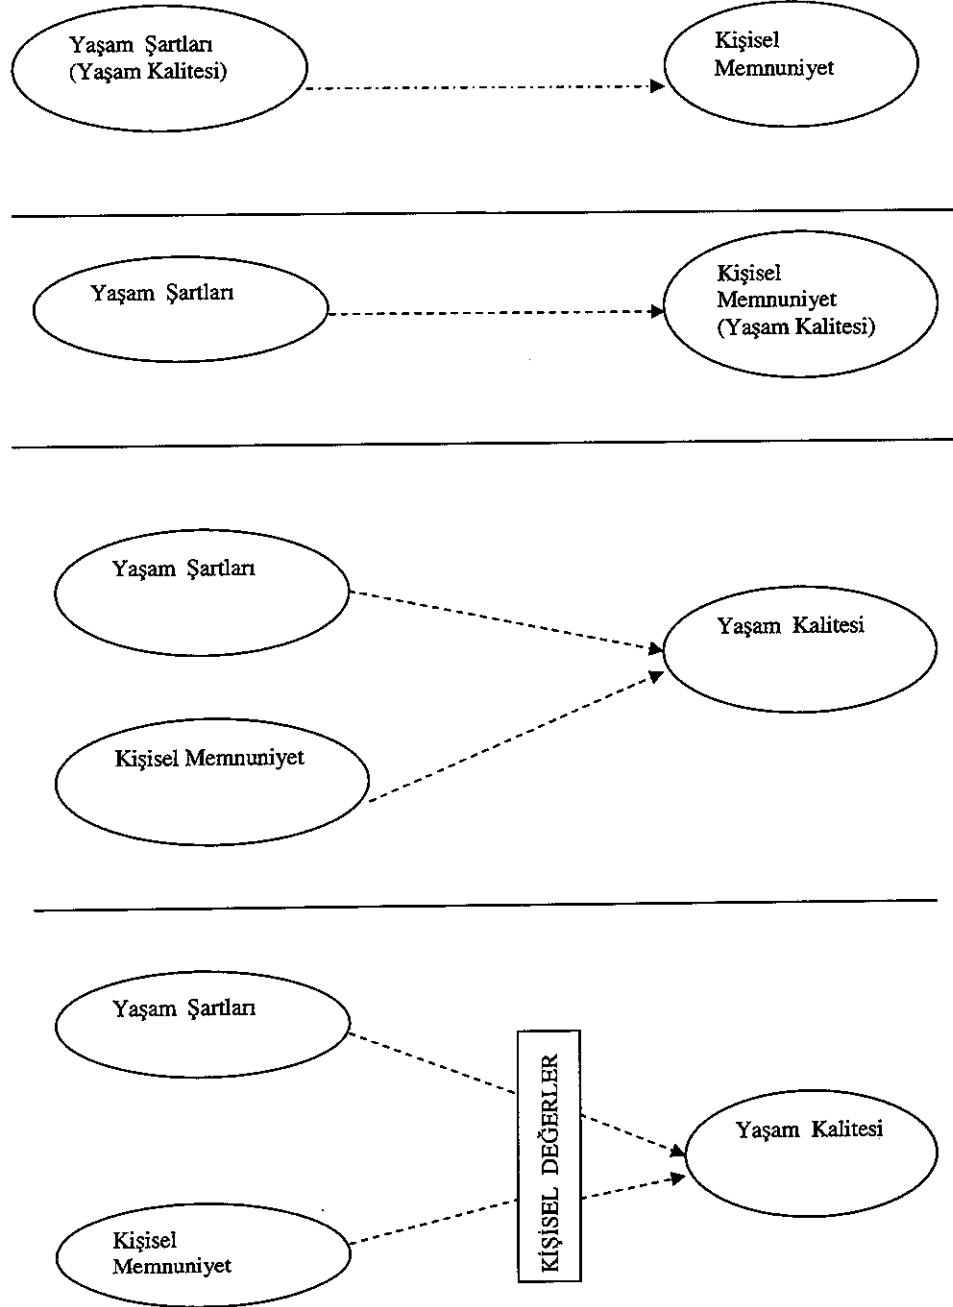 Yaşam Şartları
(Yaşam Kalitesi)
Kişisel
Memnuniyet
Yaşam Şartları
Kişisel
Memnuniyet
(Yaşam Kalitesi)
Yaşam Şartları
Yaşam Kalitesi
Kişisel Memnuniyet
Yaşam Şartları
KİŞİSEL DEĞERLER
Yaşam Kalitesi
Kişisel
Memnuniyet